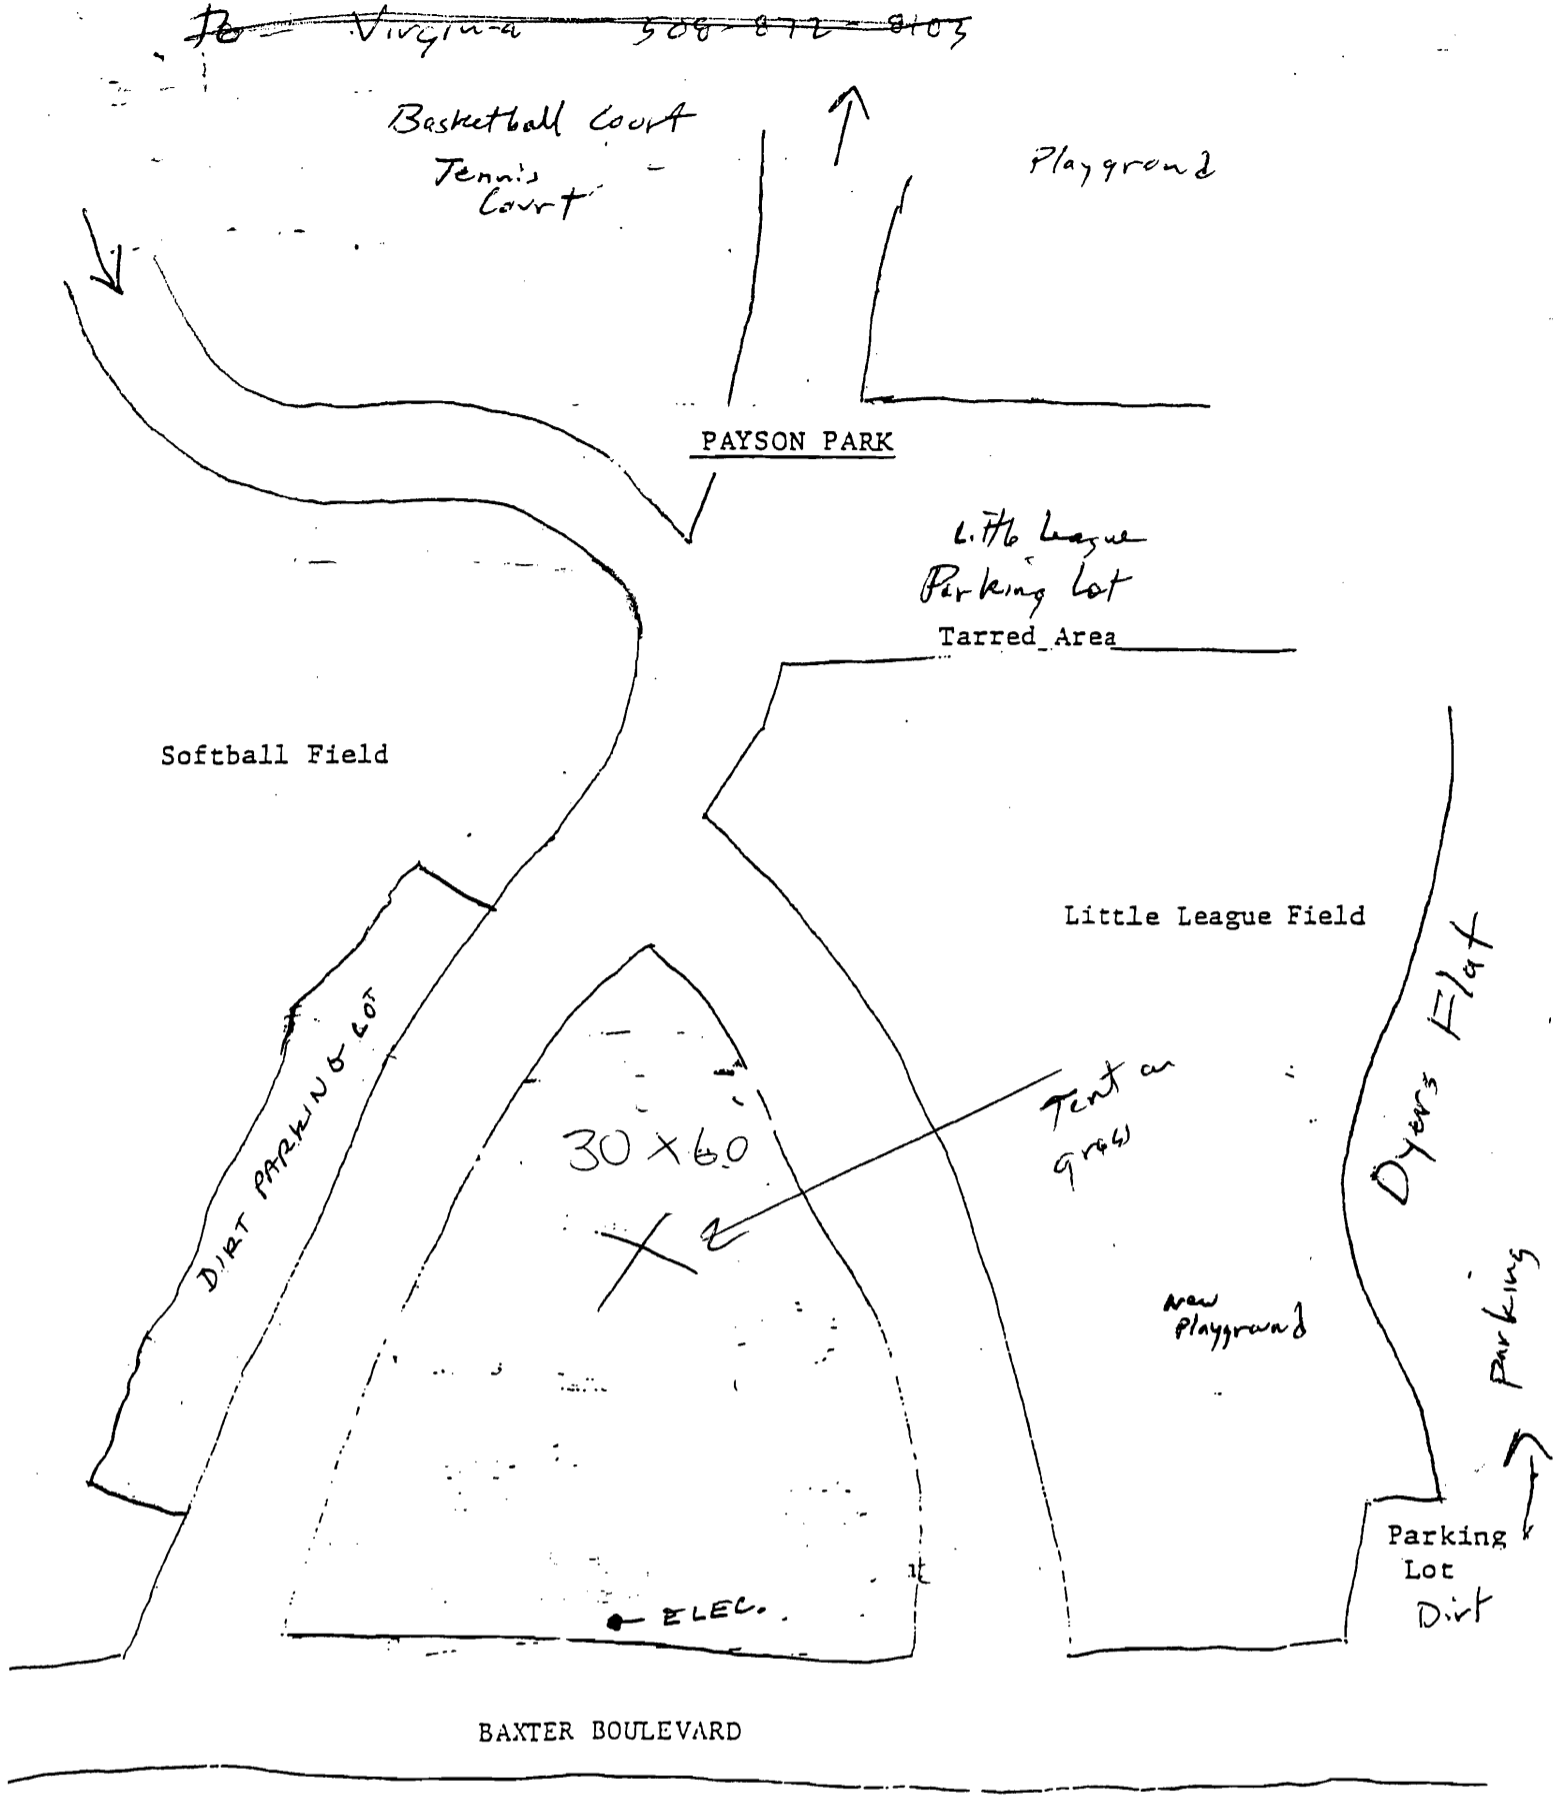 Virginia 508-872-8103
Basketball Court
Tennis
Court
Playground
PAYSON PARK
Little League
Parking Lot
Tarred Area
Softball Field
Little League Field
Dyers Flat
DIRT PARKING LOT
30 X 60
Tent on
grass
New
Playground
Parking
Parking
Lot
Dirt
ELEC.
BAXTER BOULEVARD